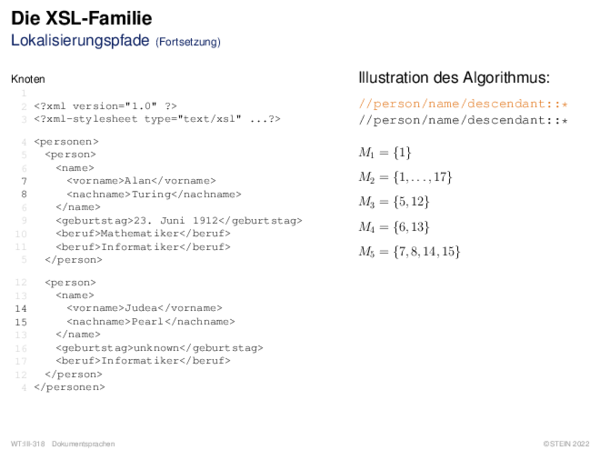 Die XSL-Familie
Lokalisierungspfade (Fortsetzung)
Knoten
1
2 <?xml version="1.0" ?>
3 <?xml-stylesheet type="text/xsl" ...?>
4 <personen>
5 <person>
6 <name>
7 <vorname>Alan</vorname>
8 <nachname>Turing</nachname>
6 </name>
9 <geburtstag>23. Juni 1912</geburtstag>
10 <beruf>Mathematiker</beruf>
11 <beruf>Informatiker</beruf>
5 </person>
12 <person>
13 <name>
14 <vorname>Judea</vorname>
15 <nachname>Pearl</nachname>
13 </name>
16 <geburtstag>unknown</geburtstag>
17 <beruf>Informatiker</beruf>
12 </person>
4 </personen>
Illustration des Algorithmus:
//person/name/descendant::*
//person/name/descendant::*
M₁ = {1}
M₂ = {1, . . . , 17}
M₃ = {5, 12}
M₄ = {6, 13}
M₅ = {7, 8, 14, 15}
WT:III-318 Dokumentsprachen
©STEIN 2022